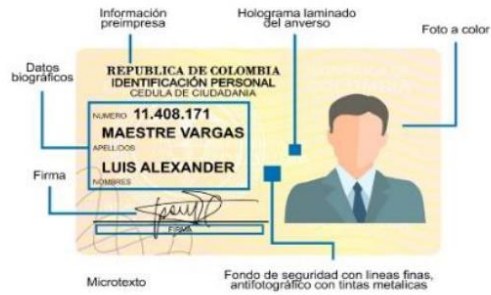 Información
preimpresa
Holograma laminado
del anverso
Foto a color
Datos
biográficos
REPUBLICA DE COLOMBIA
IDENTIFICACIÓN PERSONAL
CEDULA DE CIUDADANIA
NUMERO 11.408.171
MAESTRE VARGAS
APELLIDOS
LUIS ALEXANDER
NOMBRES
Firma
FIRMA
Microtexto
Fondo de seguridad con lineas finas,
antifotográfico con tintas metalicas